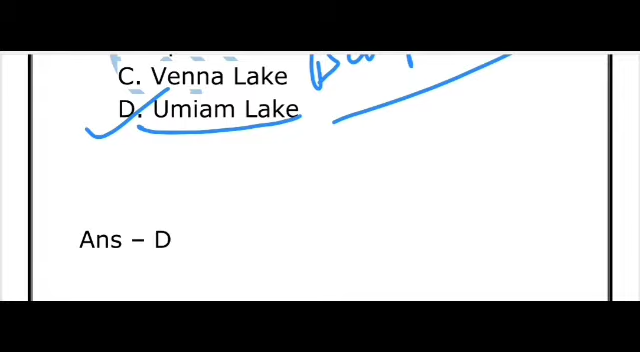 C. Venna Lake
D. Umiam Lake
Ans – D